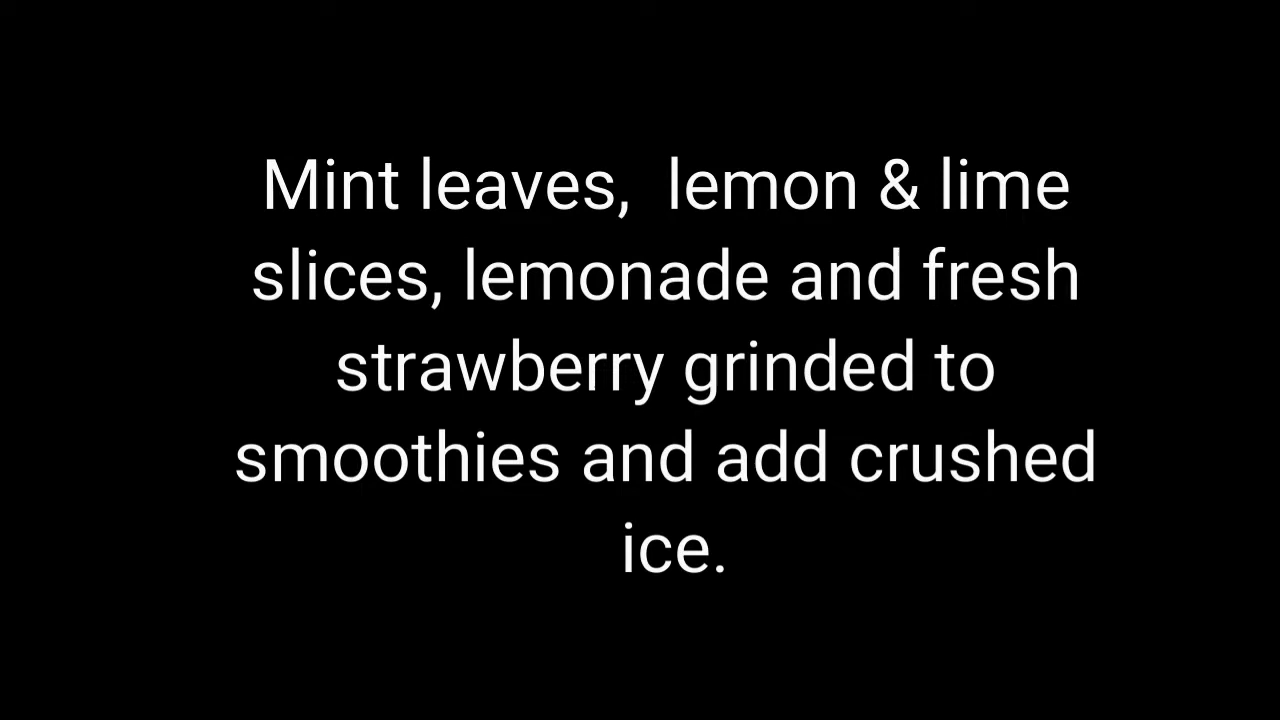 Mint leaves,  lemon & lime
slices, lemonade and fresh
strawberry grinded to
smoothies and add crushed
ice.